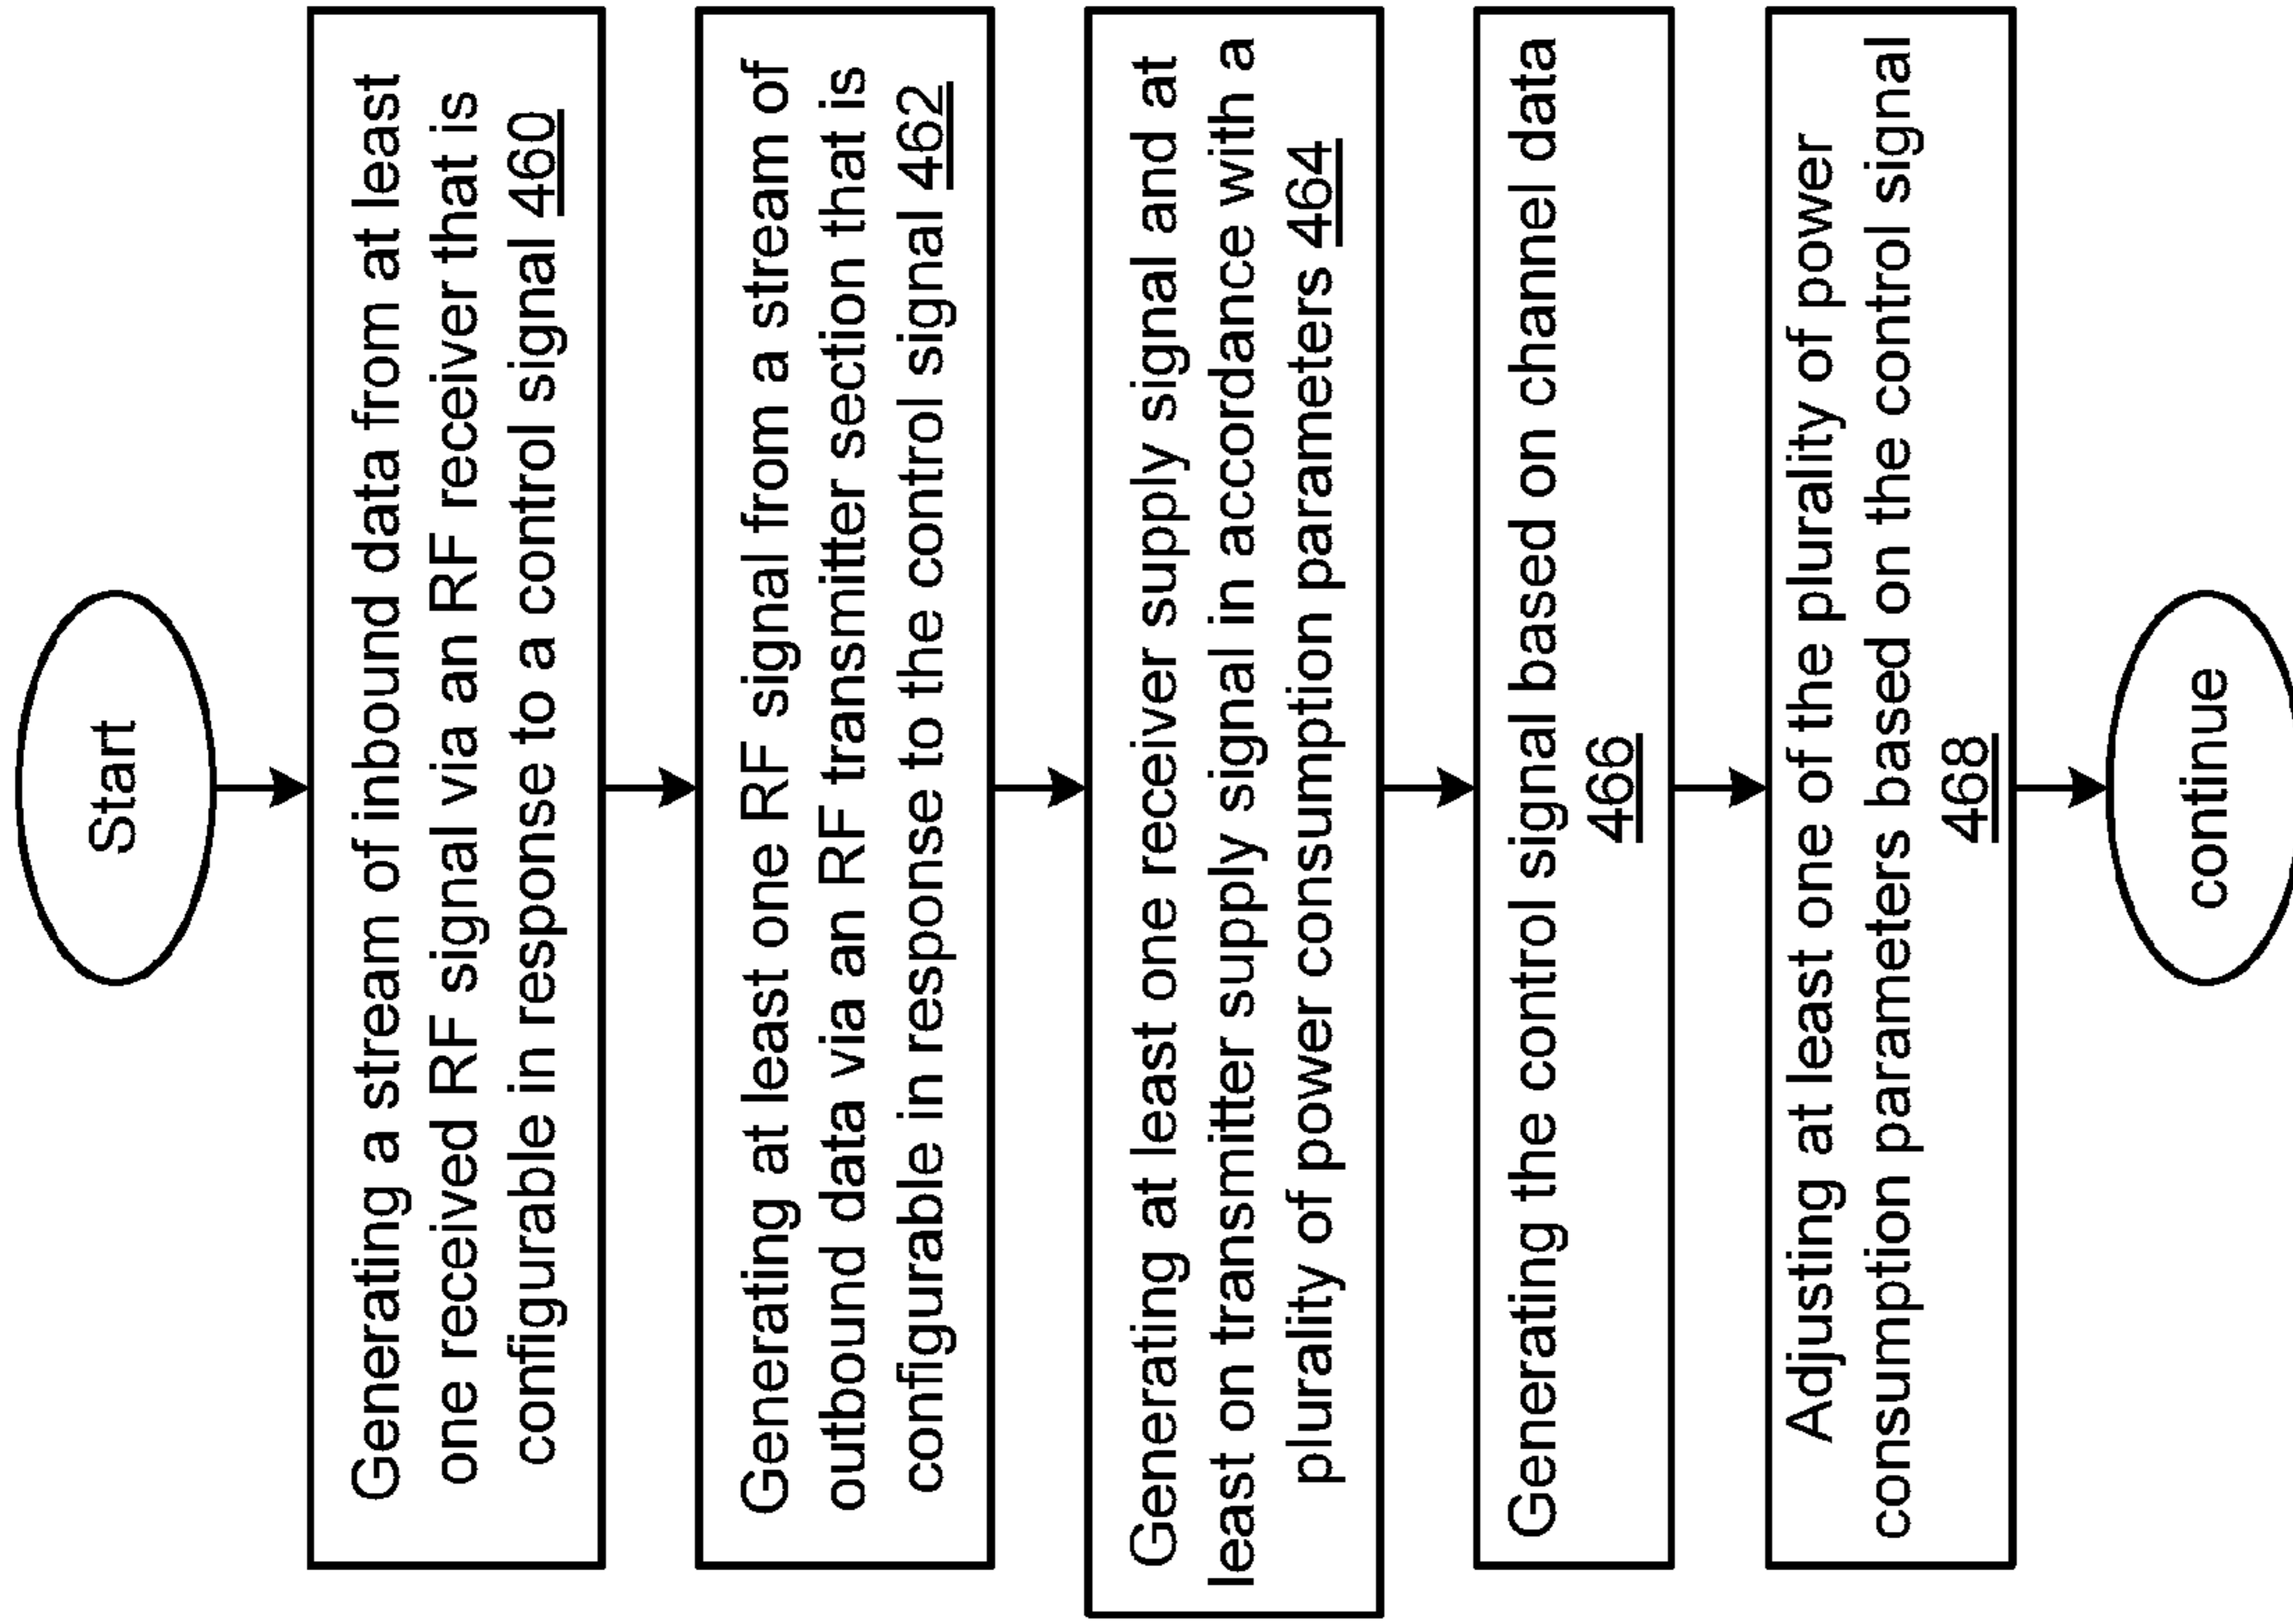 Start
Generating a stream of inbound data from at least
one received RF signal via an RF receiver that is
configurable in response to a control signal 460
Generating at least one RF signal from a stream of
outbound data via an RF transmitter section that is
configurable in response to the control signal 462
Generating at least one receiver supply signal and at
least on transmitter supply signal in accordance with a
plurality of power consumption parameters 464
Generating the control signal based on channel data
466
Adjusting at least one of the plurality of power
consumption parameters based on the control signal
468
continue